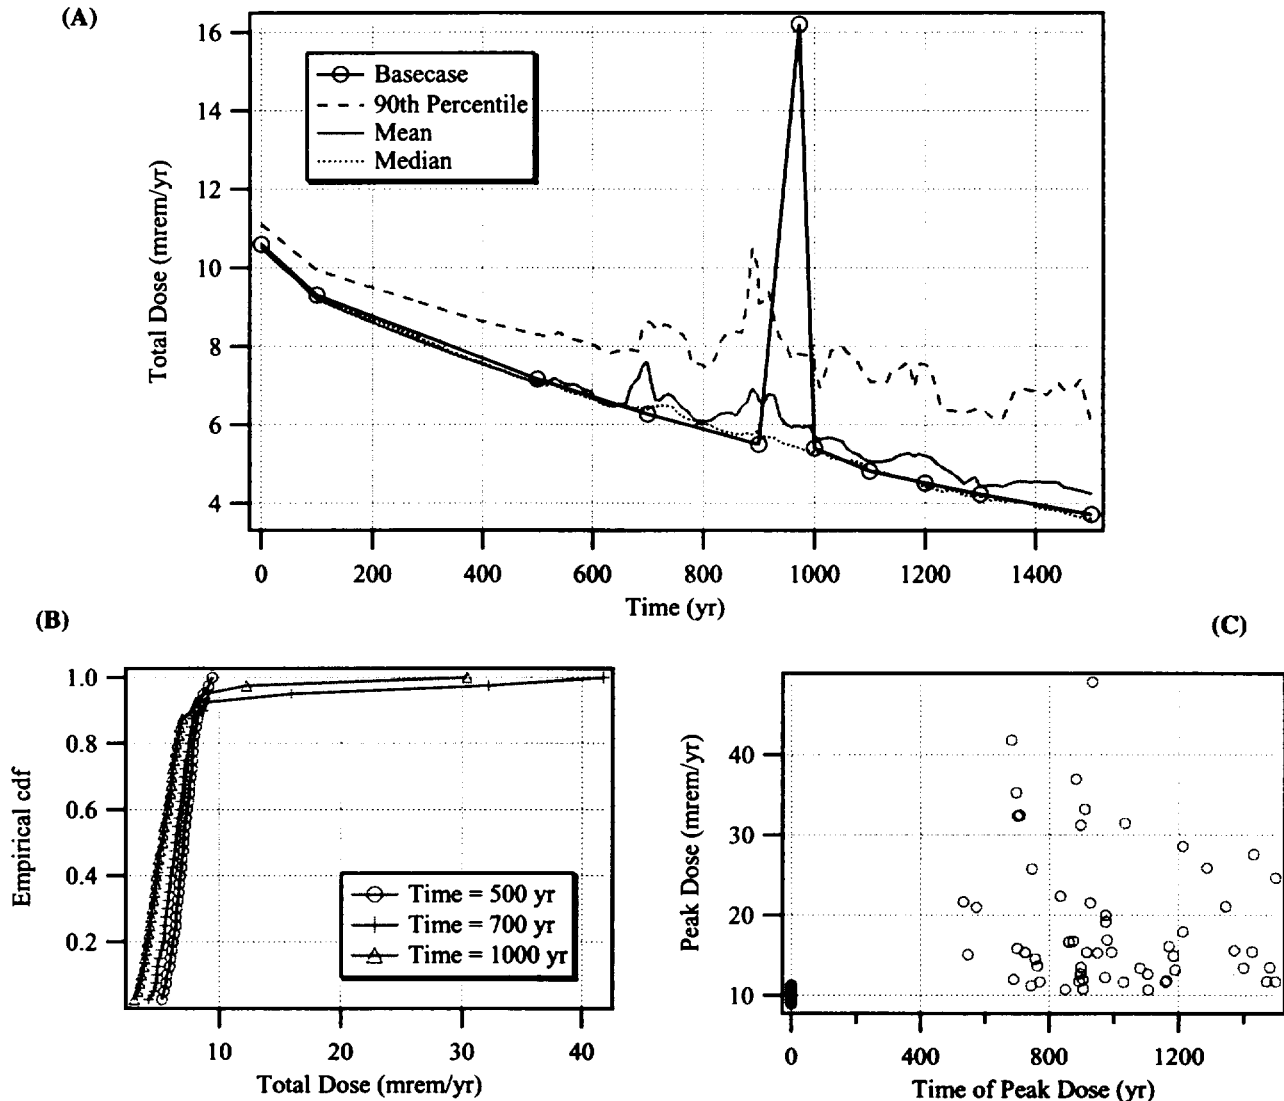 (A)
16
14
12
10
8
6
4
Total Dose (mrem/yr)
Basecase
90th Percentile
Mean
Median
0 200 400 600 800 1000 1200 1400
Time (yr)
(B)
1.0
0.8
0.6
0.4
0.2
Empirical cdf
Time = 500 yr
Time = 700 yr
Time = 1000 yr
10 20 30 40
Total Dose (mrem/yr)
(C)
40
30
20
10
Peak Dose (mrem/yr)
0 400 800 1200
Time of Peak Dose (yr)